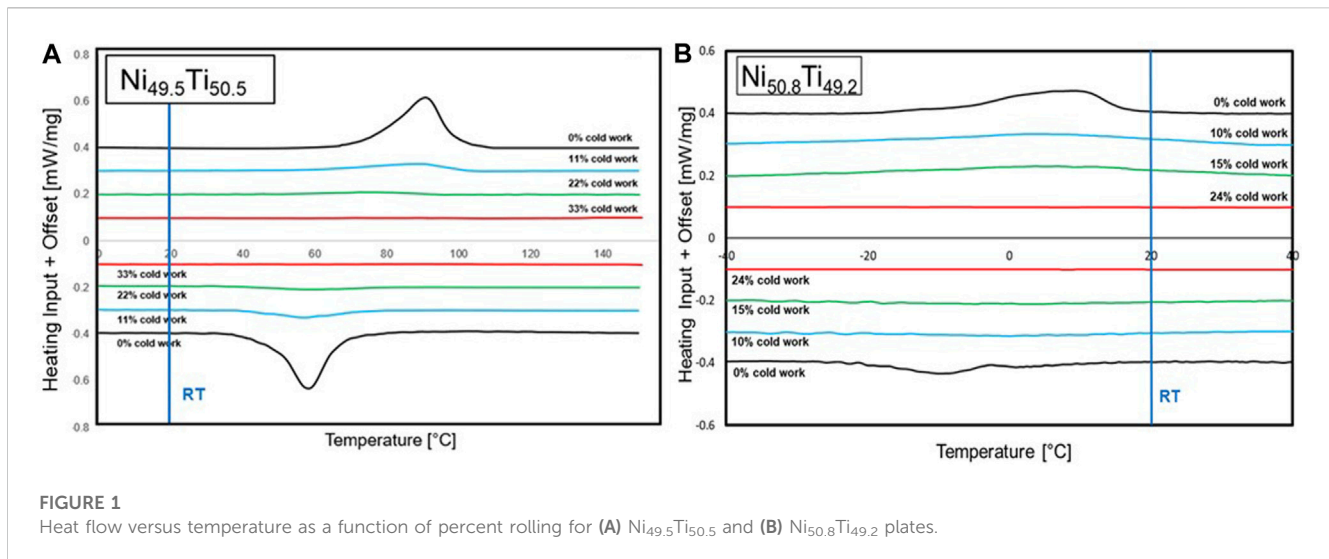 A
Ni49.5Ti50.5
0.8
0.6
0.4
0.2
0
0.2
0.4
0.6
0.8
Heating Input + Offset [mW/mg]
0% cold work
11% cold work
22% cold work
33% cold work
0 20 40 60 80 100 120 140
33% cold work
22% cold work
11% cold work
0% cold work
RT
Temperature [°C]
B
Ni50.8Ti49.2
0.6
0.4
0.2
0
-0.2
-0.4
-0.6
Heating Input + Offset [mW/mg]
0% cold work
10% cold work
15% cold work
24% cold work
-40 -20 0 20 40
24% cold work
15% cold work
10% cold work
0% cold work
RT
Temperature [°C]
FIGURE 1
Heat flow versus temperature as a function of percent rolling for (A) Ni49.5Ti50.5 and (B) Ni50.8Ti49.2 plates.